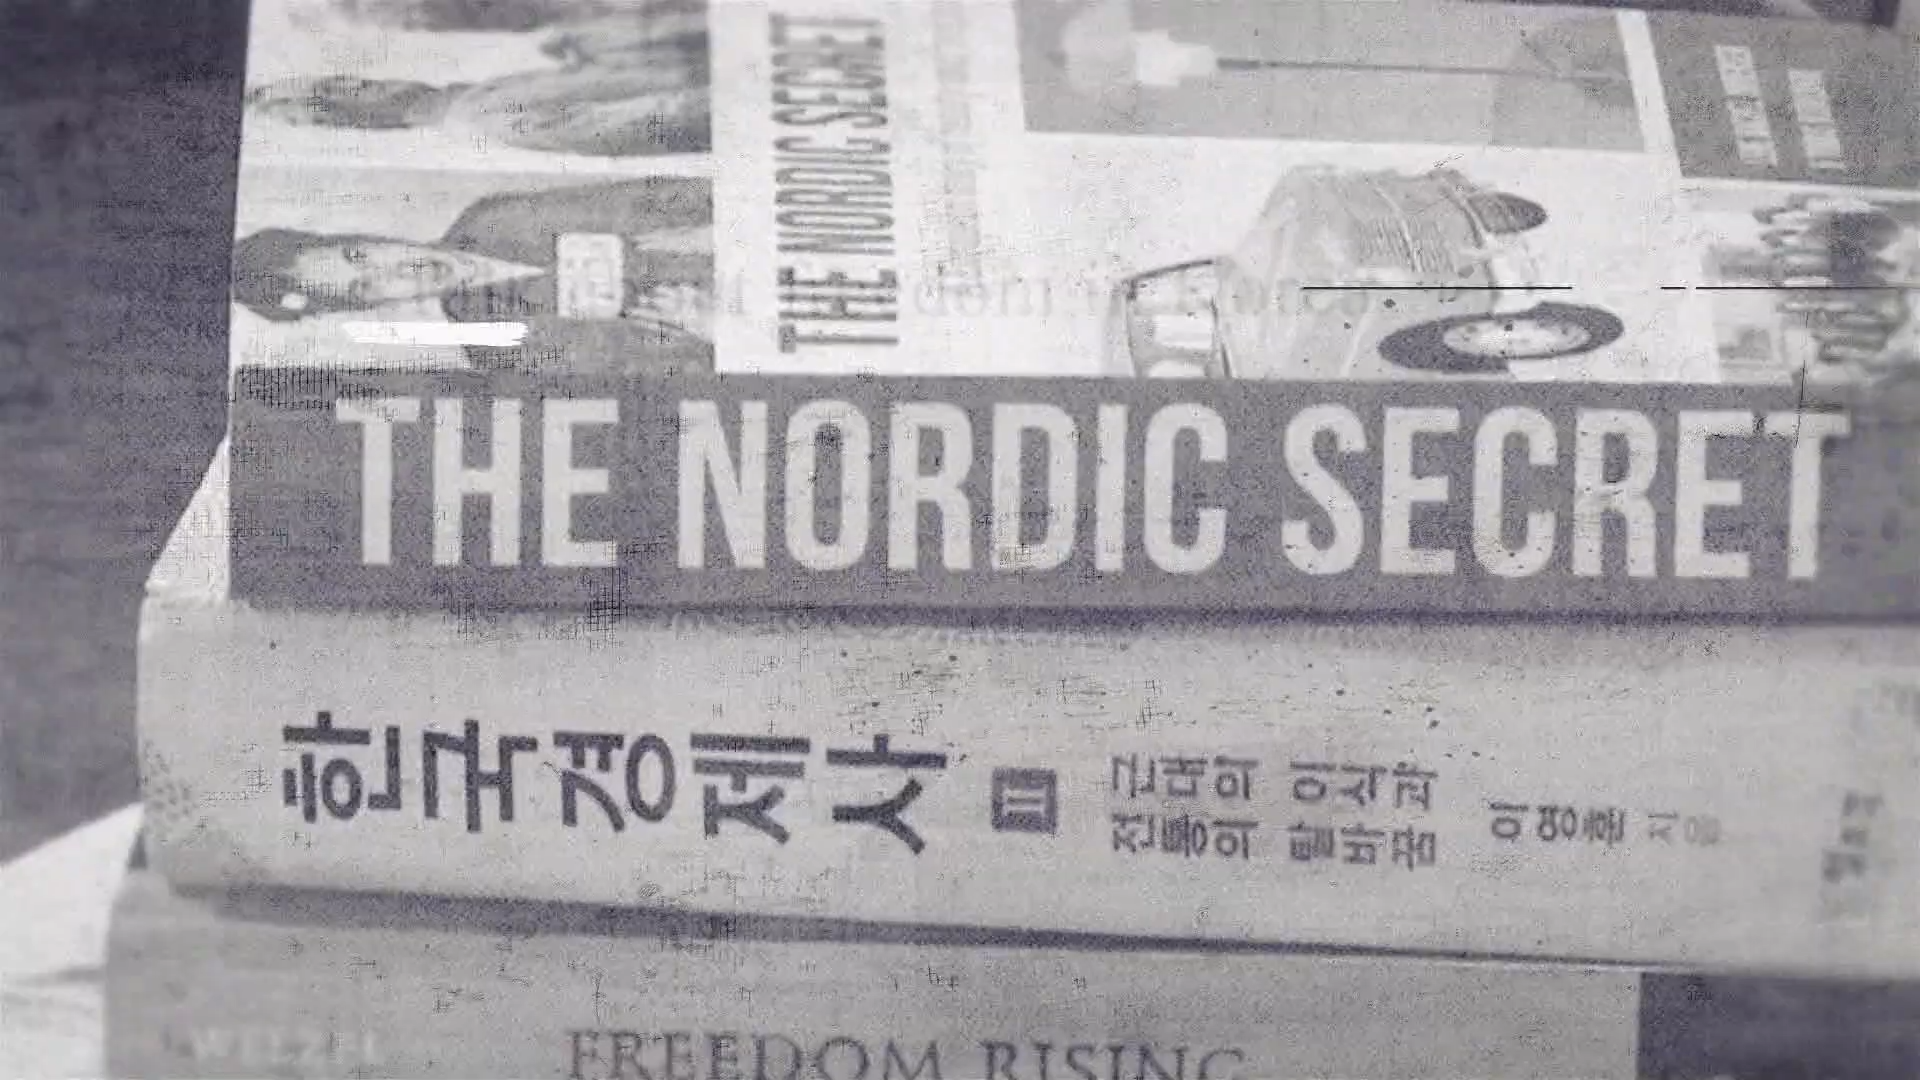 THE NORDIC SECRET
THE NORDIC SECRET
한국경제사 II
근대의 이식과
전통의 탈바꿈
이영훈 지음
WELZEL
FREEDOM RISING